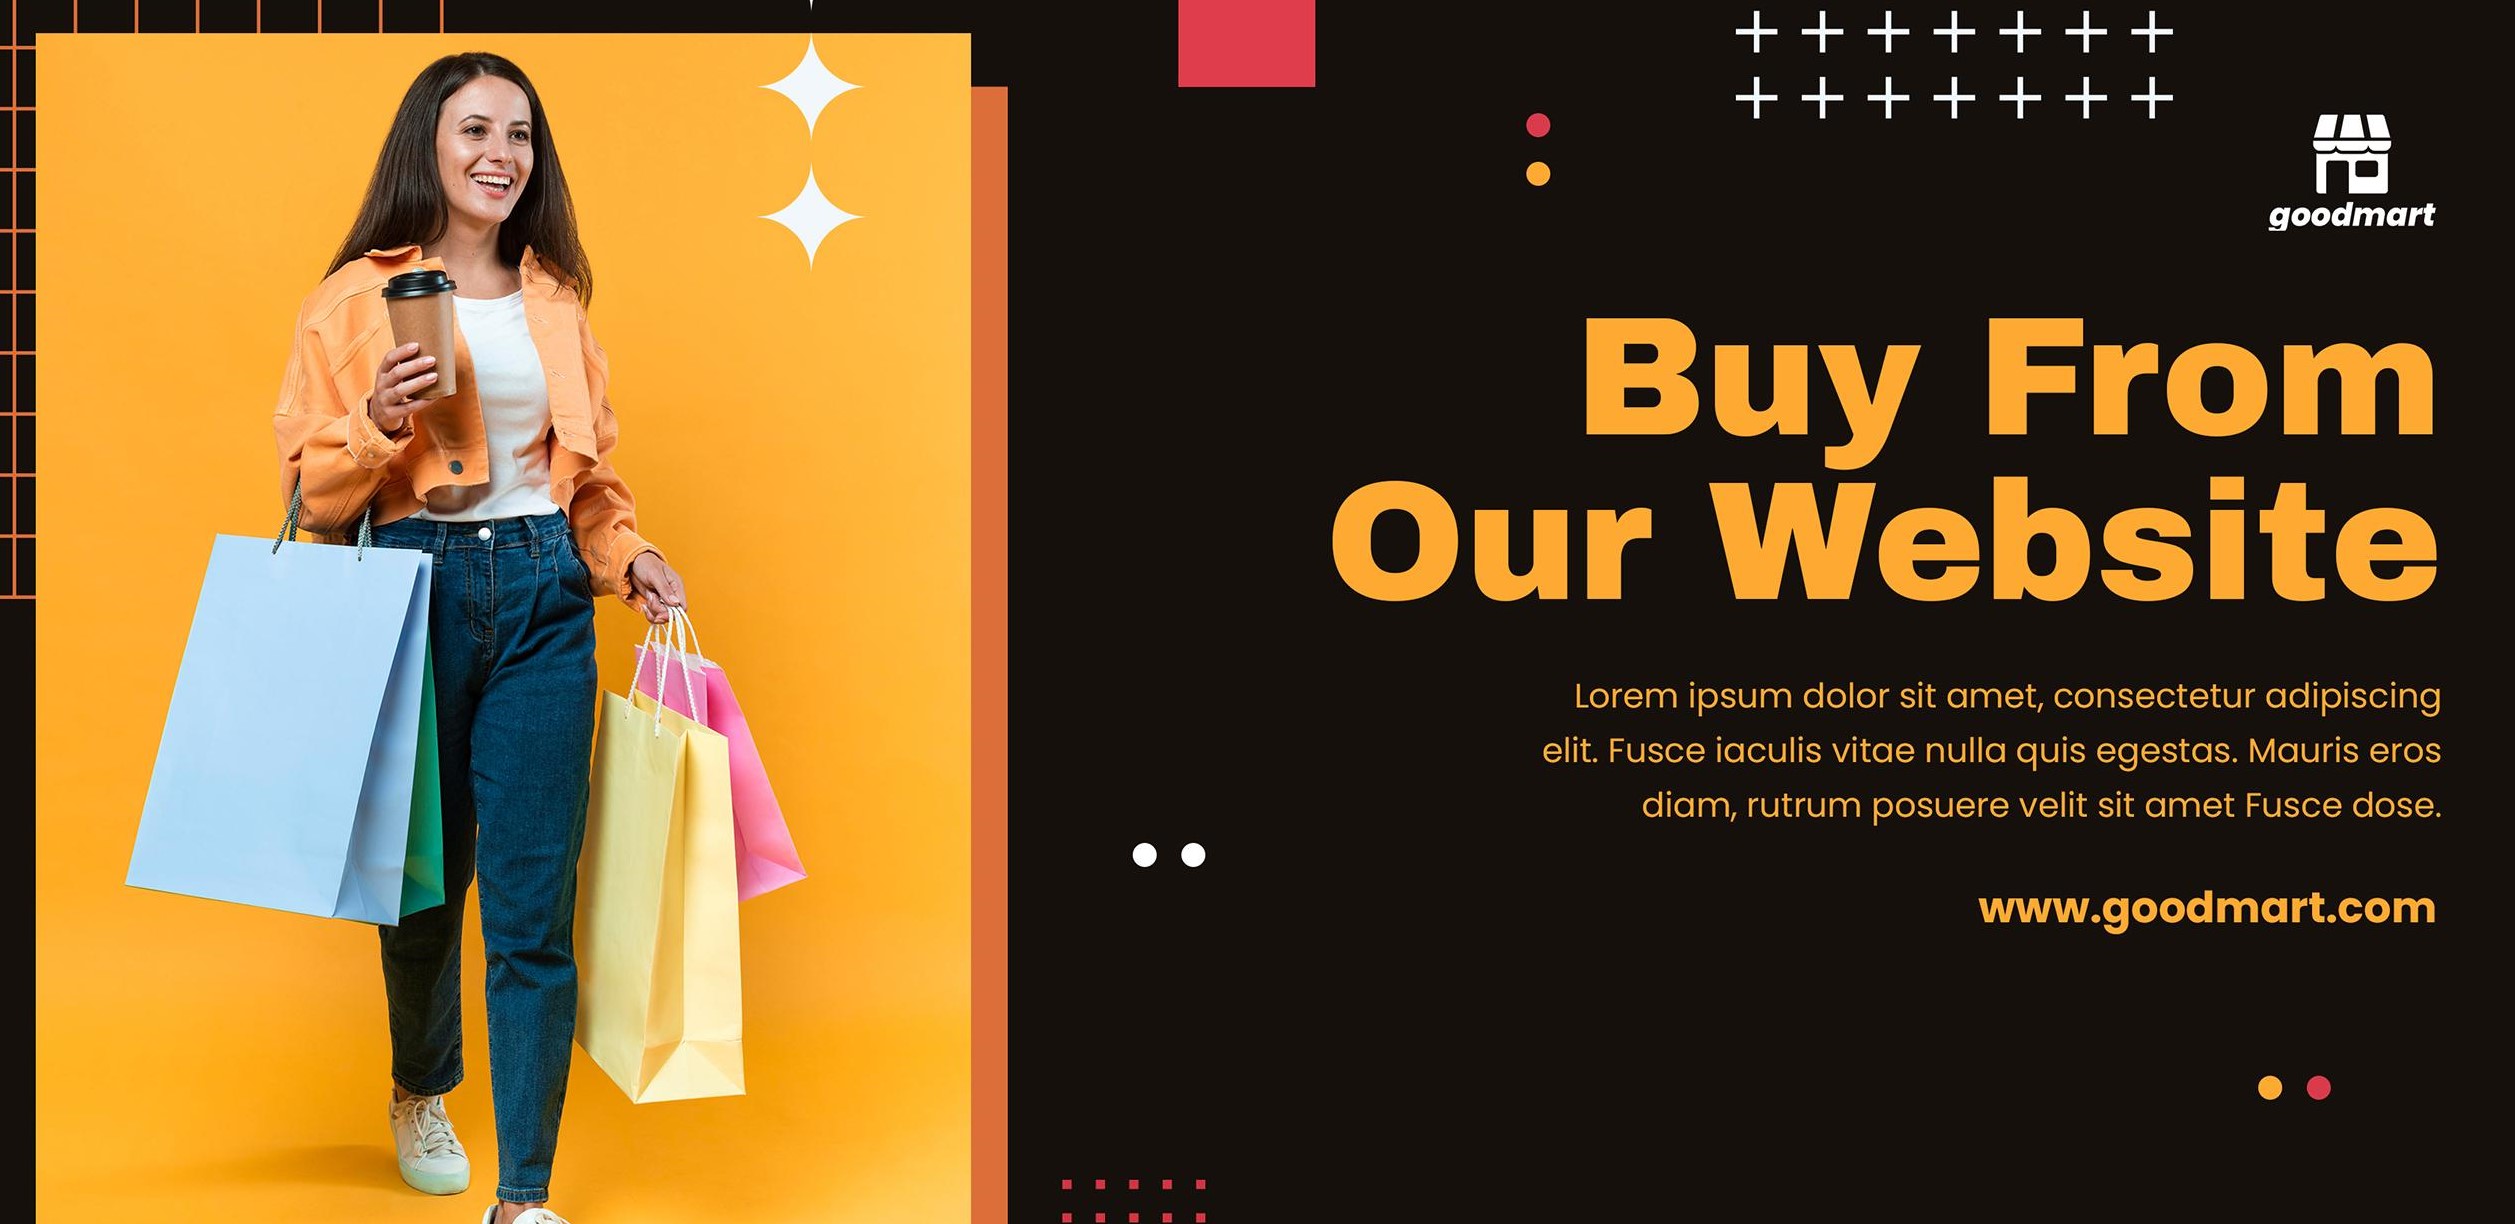 goodmart
Buy From
Our Website
Lorem ipsum dolor sit amet, consectetur adipiscing
elit. Fusce iaculis vitae nulla quis egestas. Mauris eros
diam, rutrum posuere velit sit amet Fusce dose.
www.goodmart.com